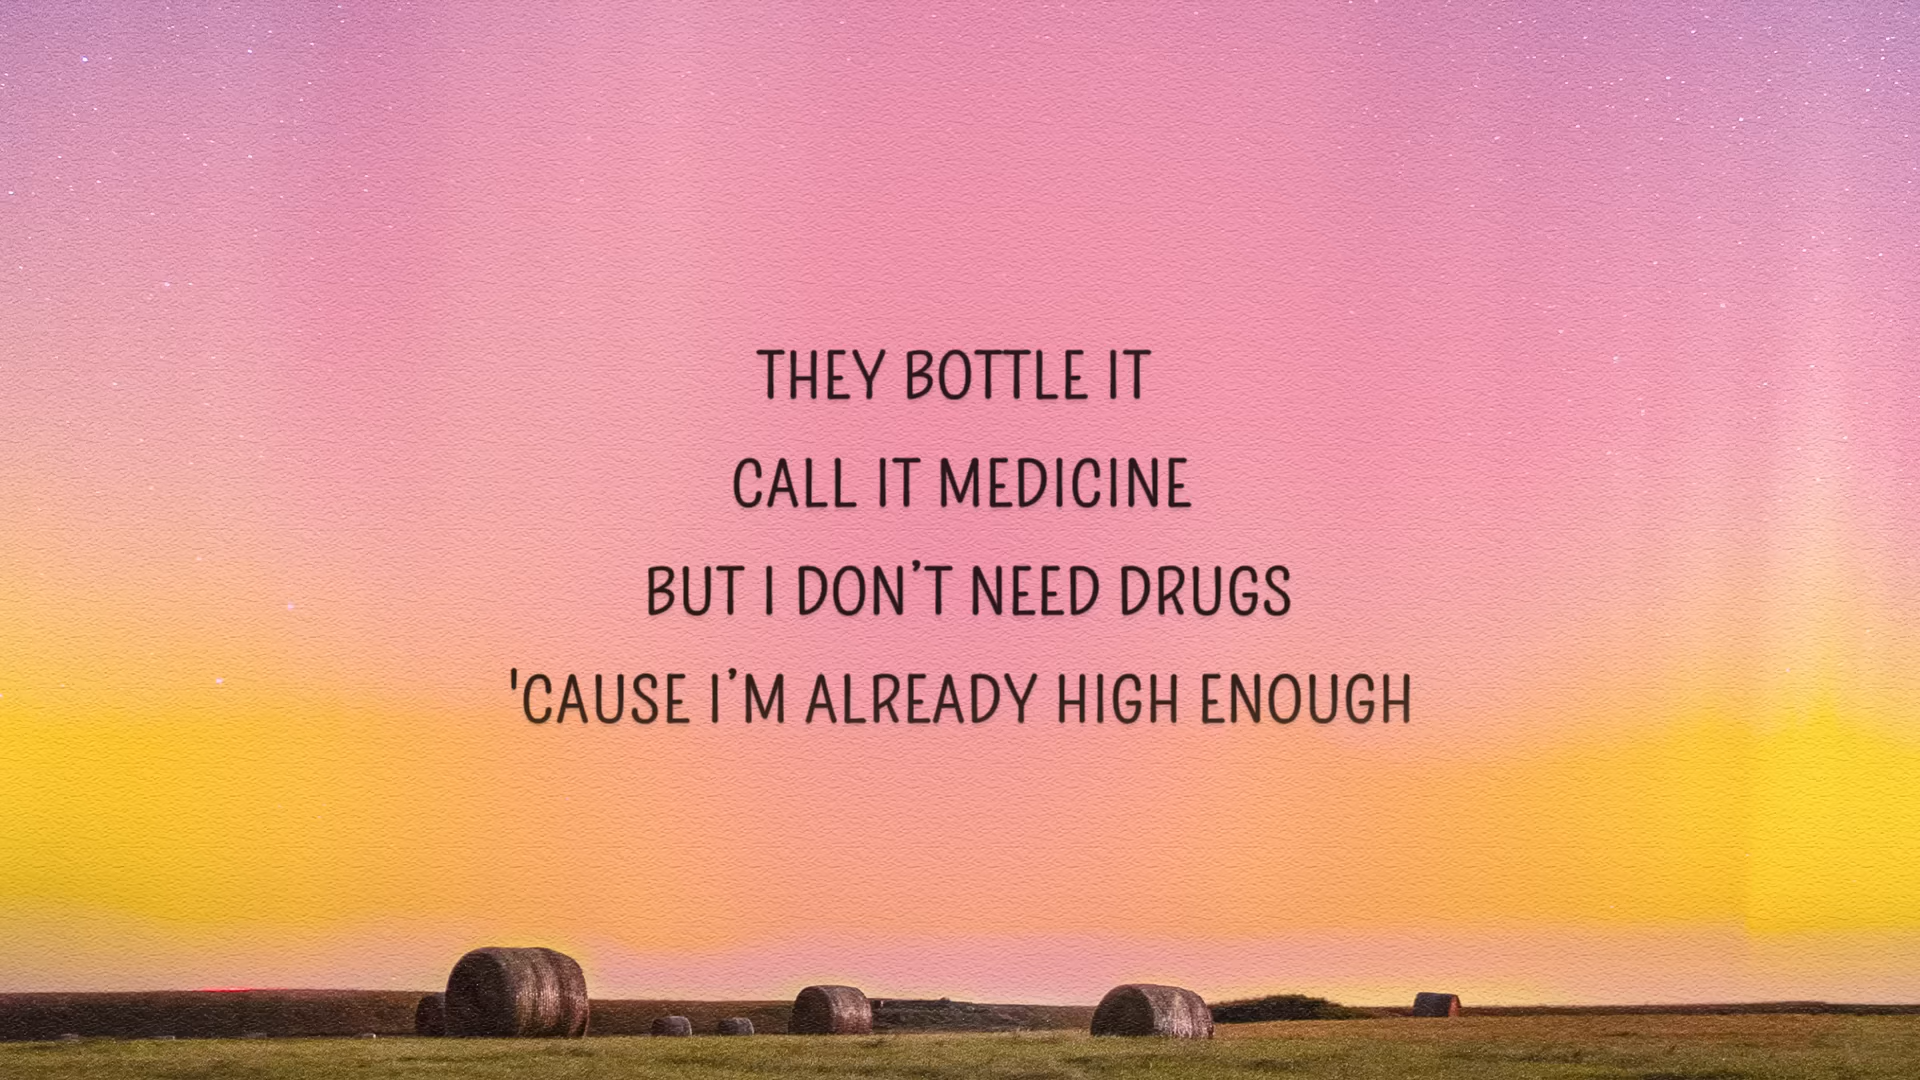 THEY BOTTLE IT
CALL IT MEDICINE
BUT I DON’T NEED DRUGS
'CAUSE I’M ALREADY HIGH ENOUGH